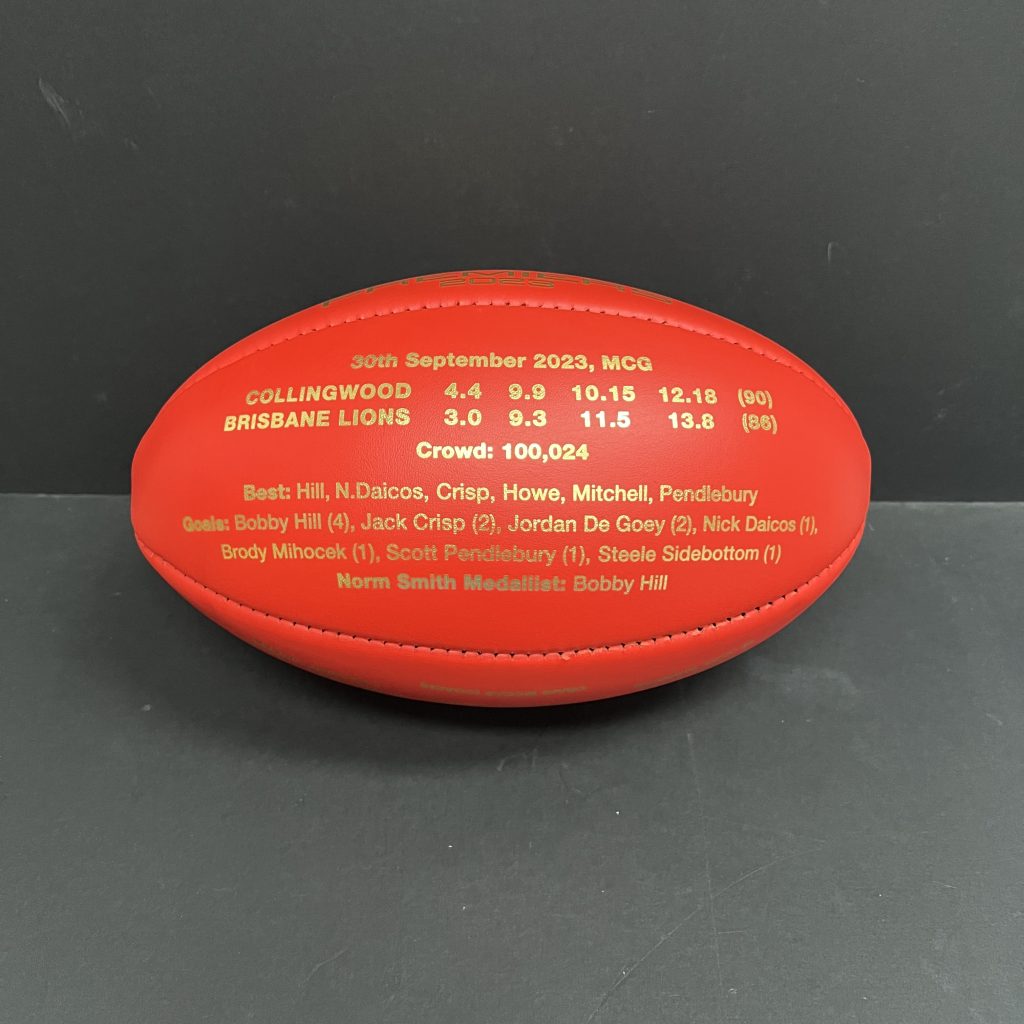 PREMIERS
2023
30th September 2023, MCG
COLLINGWOOD 4.4 9.9 10.15 12.18 (90)
BRISBANE LIONS 3.0 9.3 11.5 13.8 (86)
Crowd: 100,024
Best: Hill, N.Daicos, Crisp, Howe, Mitchell, Pendlebury
Goals: Bobby Hill (4), Jack Crisp (2), Jordan De Goey (2), Nick Daicos (1),
Brody Mihocek (1), Scott Pendlebury (1), Steele Sidebottom (1)
Norm Smith Medallist: Bobby Hill